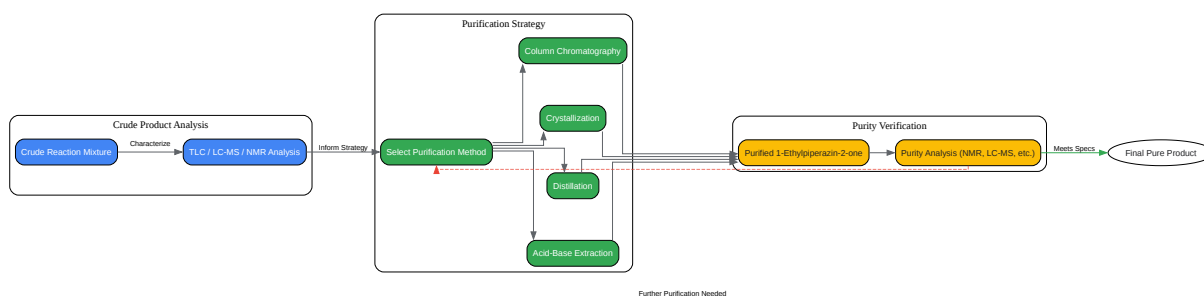 Purification Strategy
Column Chromatography
Crude Product Analysis
Crystallization
Purity Verification
Crude Reaction Mixture
Characterize
TLC / LC-MS / NMR Analysis
Inform Strategy
Select Purification Method
Purified 1-Ethylpiperazin-2-one
Purity Analysis (NMR, LC-MS, etc.)
Meets Specs
Final Pure Product
Distillation
Acid-Base Extraction
Further Purification Needed